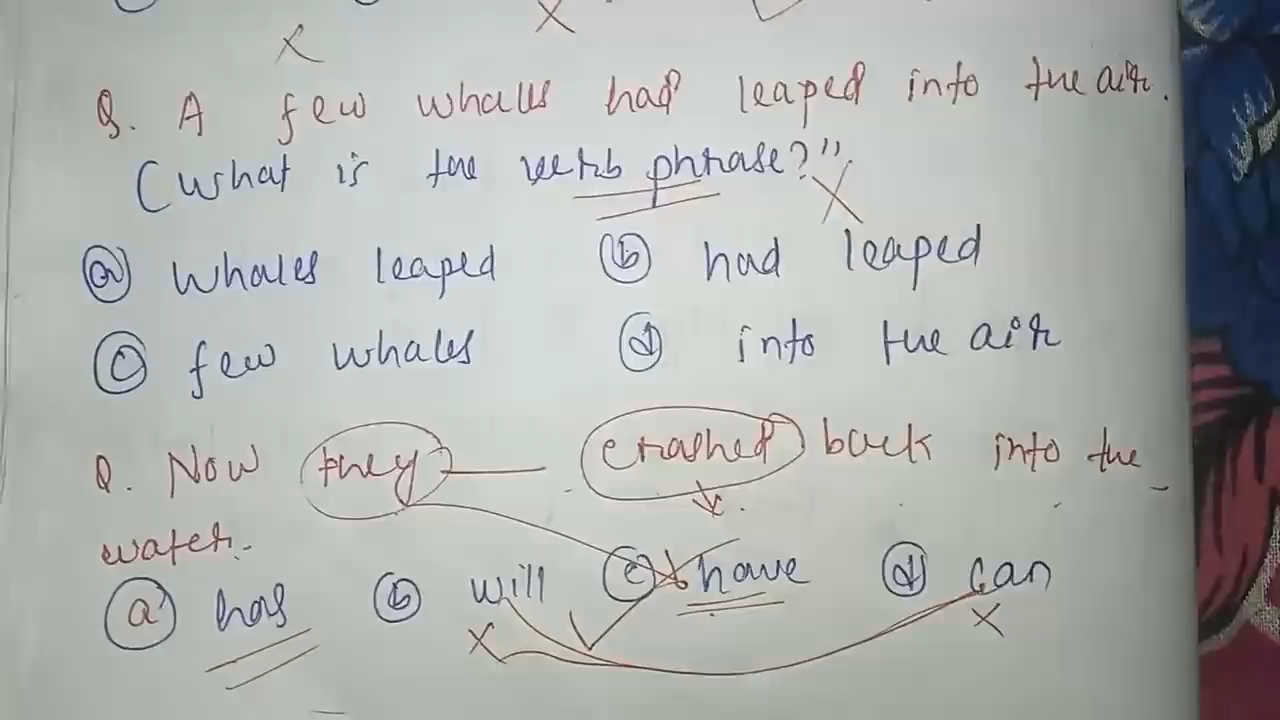 Q. A few whales had leaped into the air.
(what is the verb phrase?"
(a) whales leaped (b) had leaped
(c) few whales (d) into the air
Q. Now they ___ crashed back into the
water.
(a) has (b) will (c) have (d) can